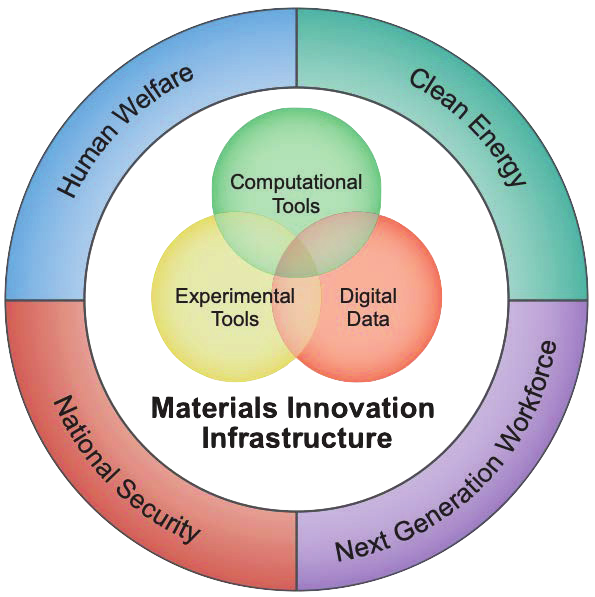 Human Welfare
Clean Energy
Computational
Tools
Experimental
Tools
Digital
Data
Materials Innovation
Infrastructure
National Security
Next Generation Workforce